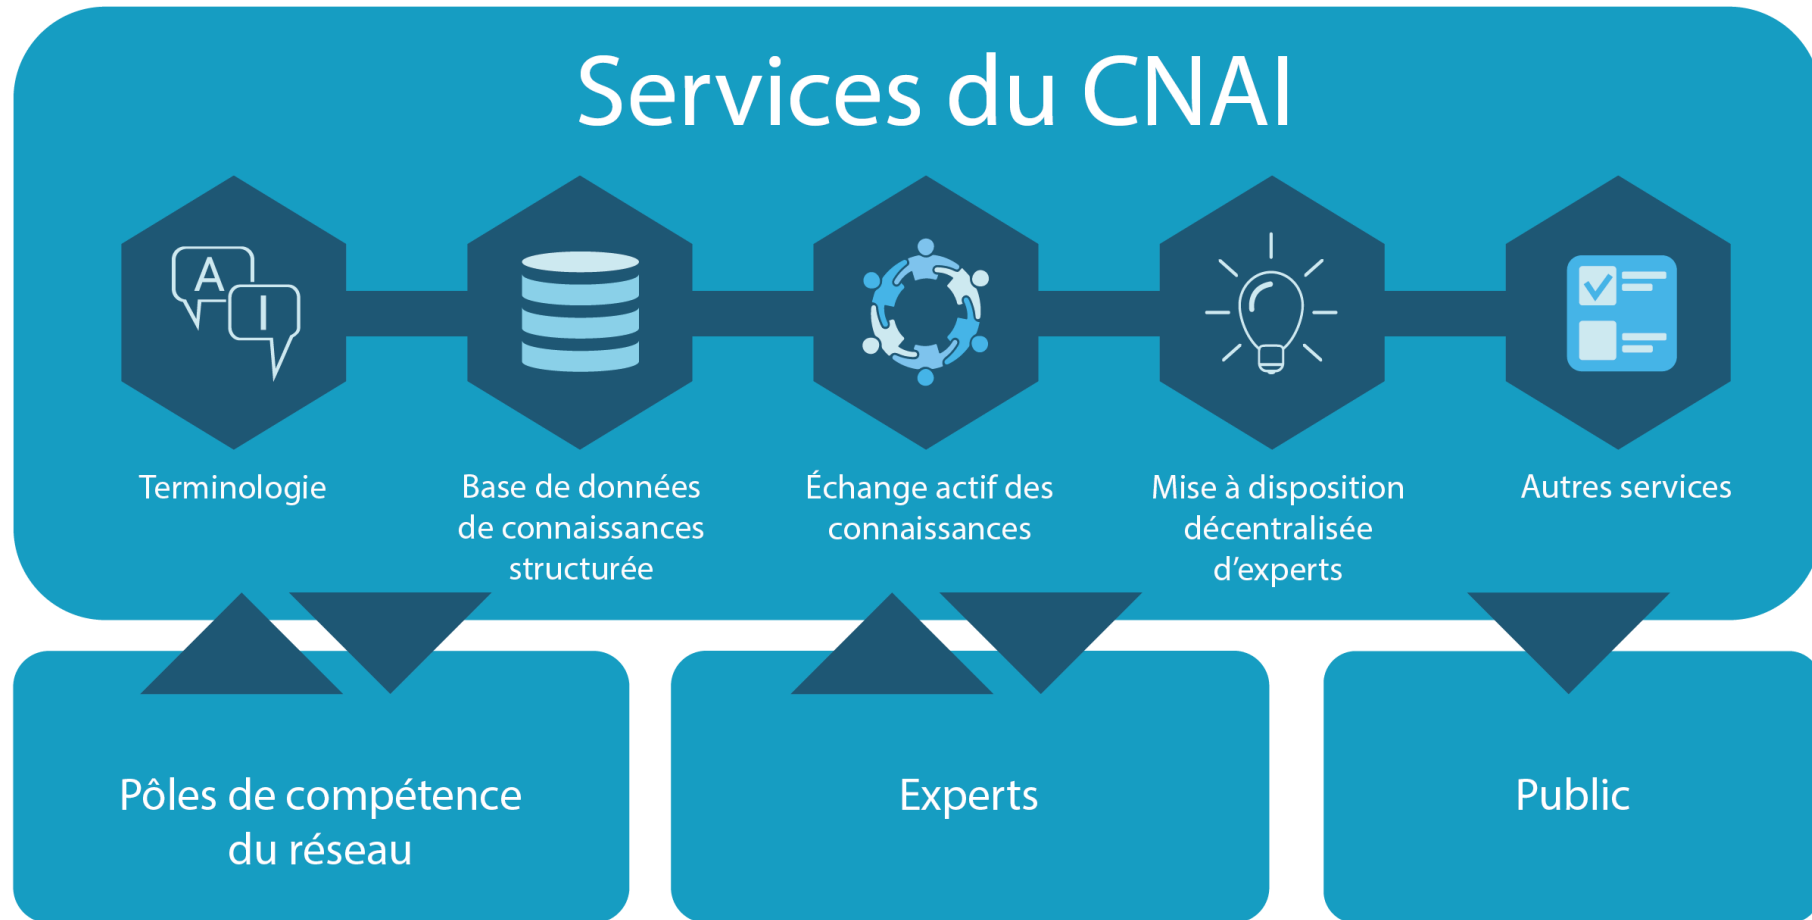 Services du CNAI
A
I
Terminologie
Base de données
de connaissances
structurée
Échange actif des
connaissances
Mise à disposition
décentralisée
d’experts
Autres services
Pôles de compétence
du réseau
Experts
Public